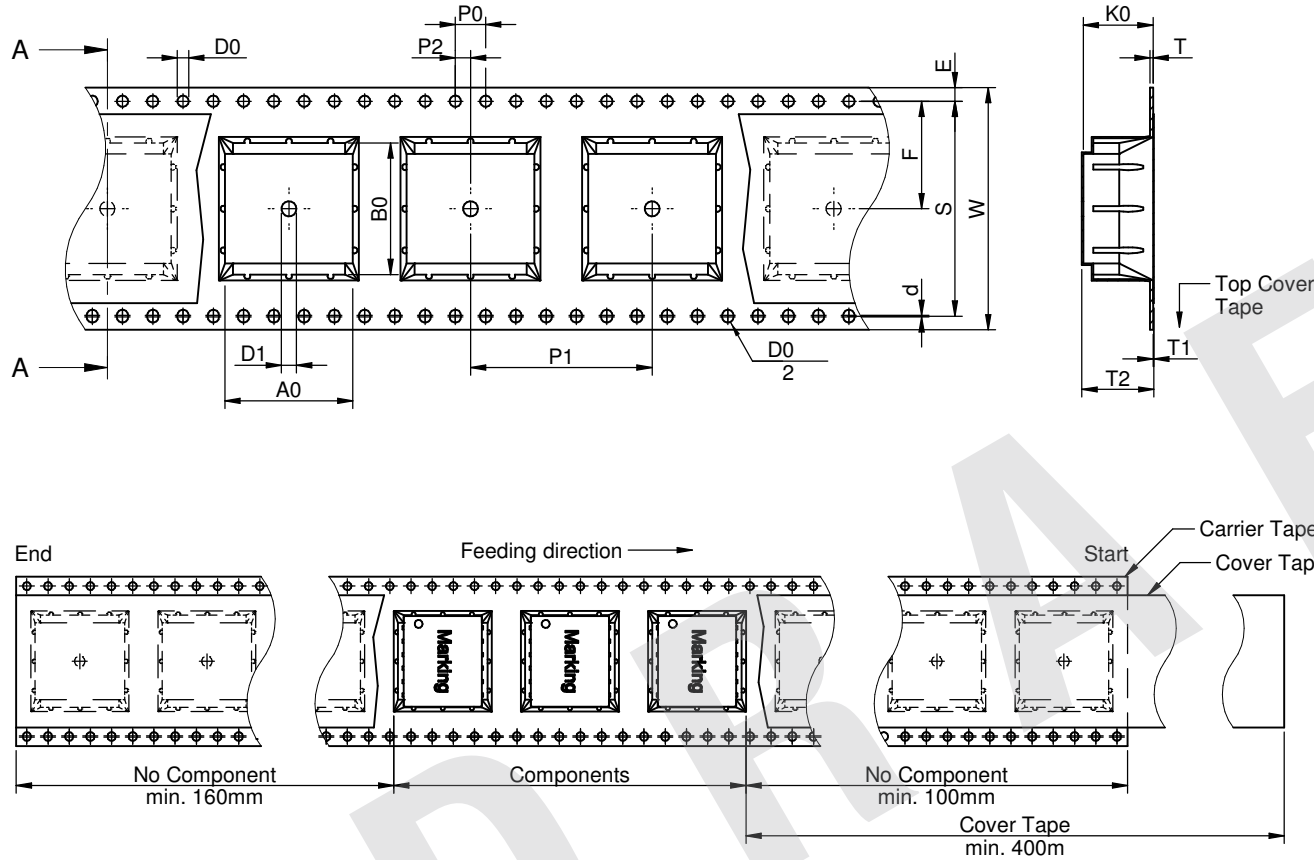 P0
K0
A
D0
P2
E
T
B0
F
S
W
d
Top Cover
Tape
D1
P1
D0
2
T1
A
A0
T2
End
Feeding direction
Start
Carrier Tape
Cover Tap
Marking
Marking
Marking
No Component
min. 160mm
Components
No Component
min. 100mm
Cover Tape
min. 400m
DRAF